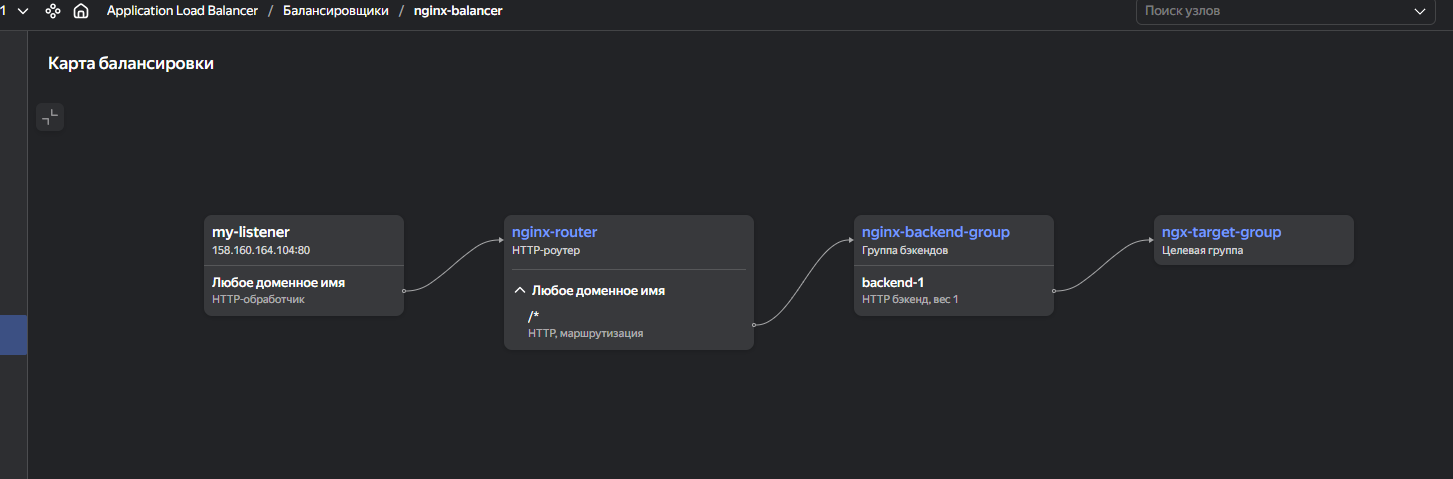 1 Application Load Balancer / Балансировщики / nginx-balancer
Поиск узлов
Карта балансировки
my-listener
158.160.164.104:80
Любое доменное имя
HTTP-обработчик
nginx-router
HTTP-роутер
Любое доменное имя
/*
HTTP, маршрутизация
nginx-backend-group
Группа бэкендов
backend-1
HTTP бэкенд, вес 1
ngx-target-group
Целевая группа